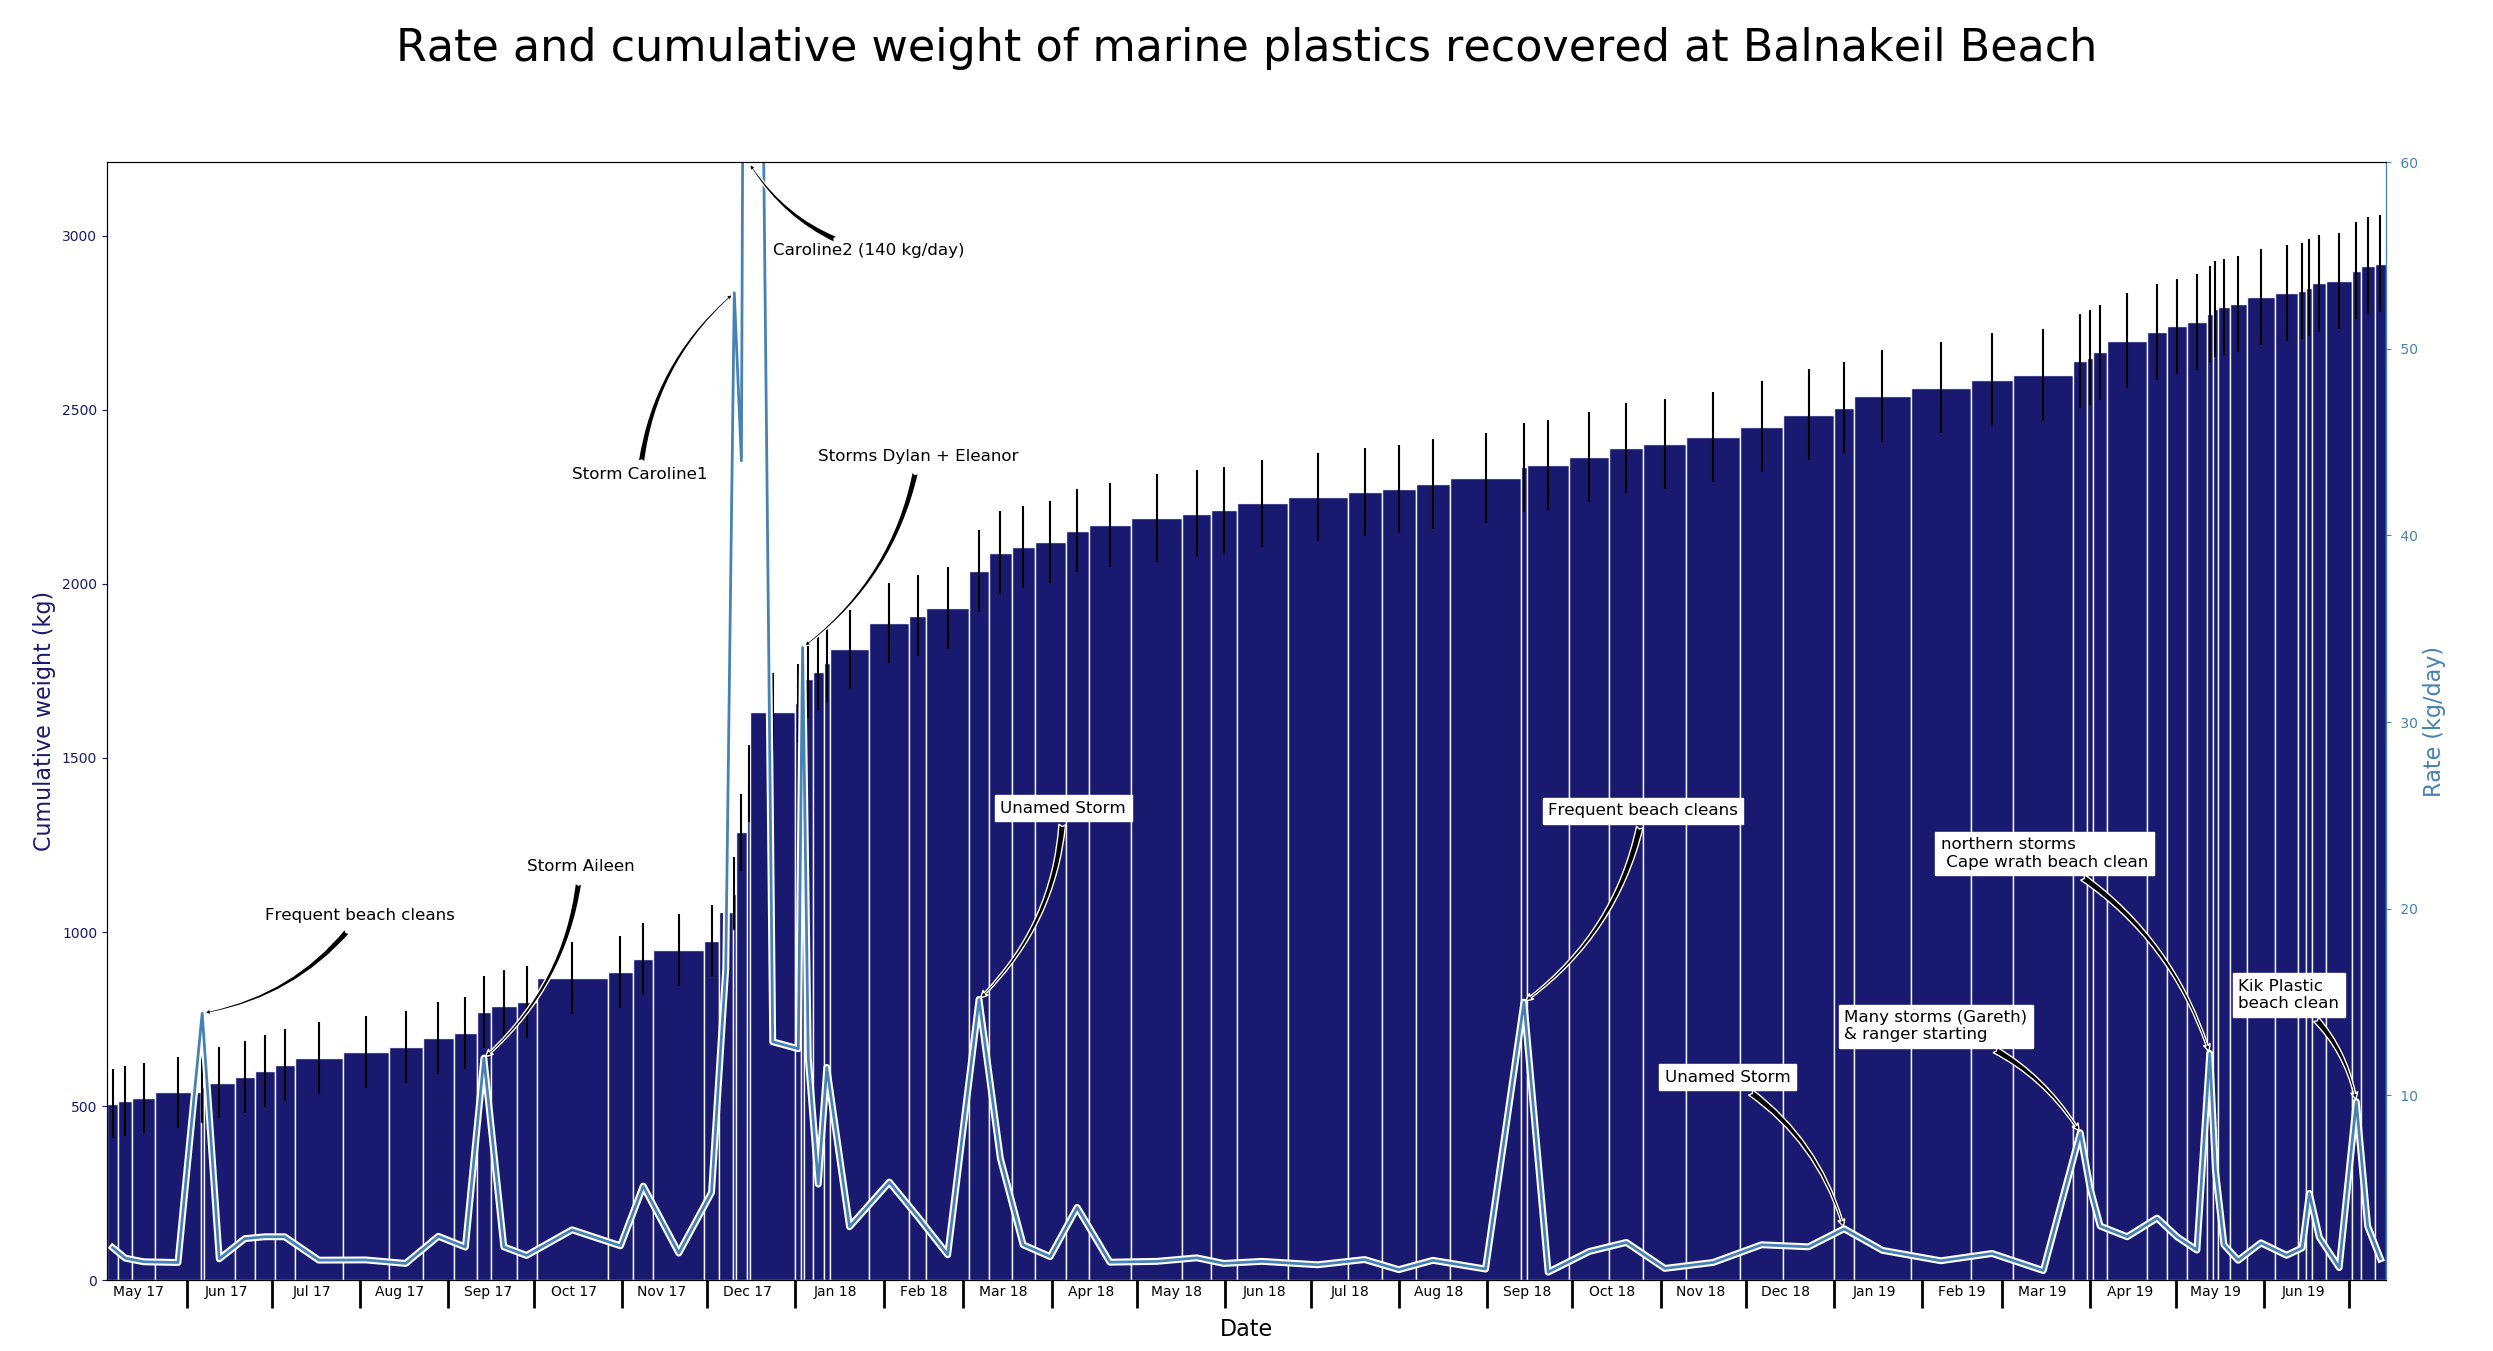 Rate and cumulative weight of marine plastics recovered at Balnakeil Beach
60
3000
Caroline2 (140 kg/day)
50
2500
Storm Caroline1
Storms Dylan + Eleanor
40
2000
Cumulative weight (kg)
Rate (kg/day)
30
1500
Unamed Storm
Frequent beach cleans
northern storms
Cape wrath beach clean
Storm Aileen
Frequent beach cleans
20
1000
Kik Plastic
beach clean
Many storms (Gareth)
& ranger starting
Unamed Storm
500
10
0
May 17 Jun 17 Jul 17 Aug 17 Sep 17 Oct 17 Nov 17 Dec 17 Jan 18 Feb 18 Mar 18 Apr 18 May 18 Jun 18 Jul 18 Aug 18 Sep 18 Oct 18 Nov 18 Dec 18 Jan 19 Feb 19 Mar 19 Apr 19 May 19 Jun 19
Date